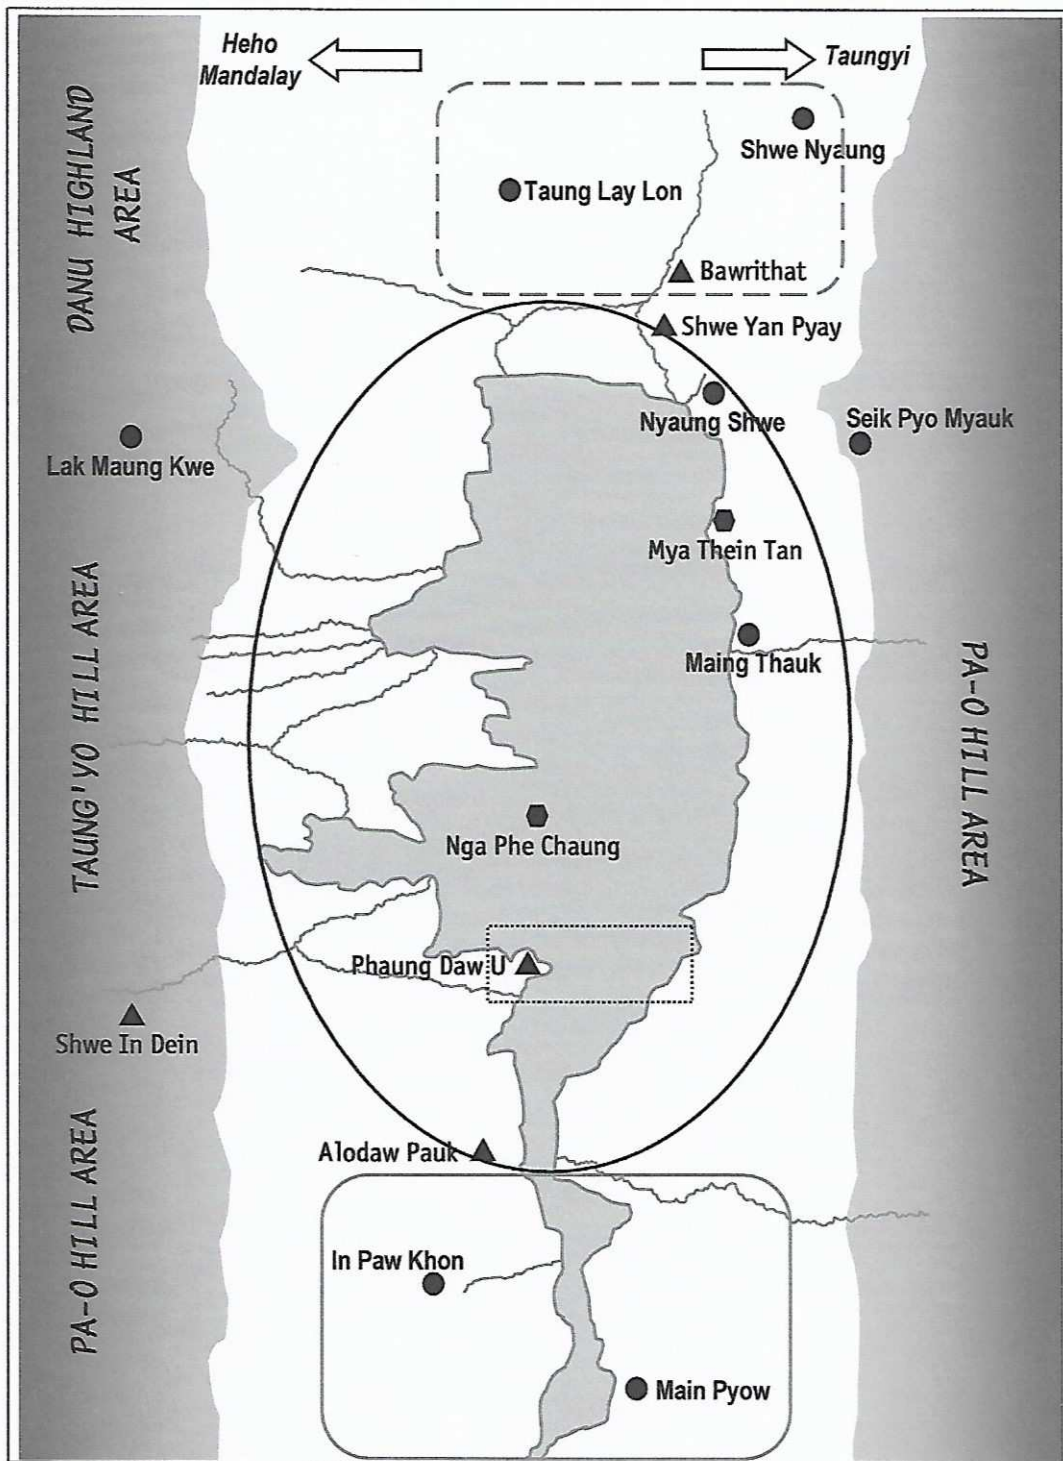 Heho
Mandalay
Taungyi
DANU HIGHLAND
AREA
Shwe Nyaung
Taung Lay Lon
Bawrithat
Shwe Yan Pyay
Nyaung Shwe
Seik Pyo Myauk
Lak Maung Kwe
Mya Thein Tan
TAUNG'YO HILL AREA
Maing Thauk
PA-O HILL AREA
Nga Phe Chaung
Phaung Daw U
Shwe In Dein
Alodaw Pauk
PA-O HILL AREA
In Paw Khon
Main Pyow